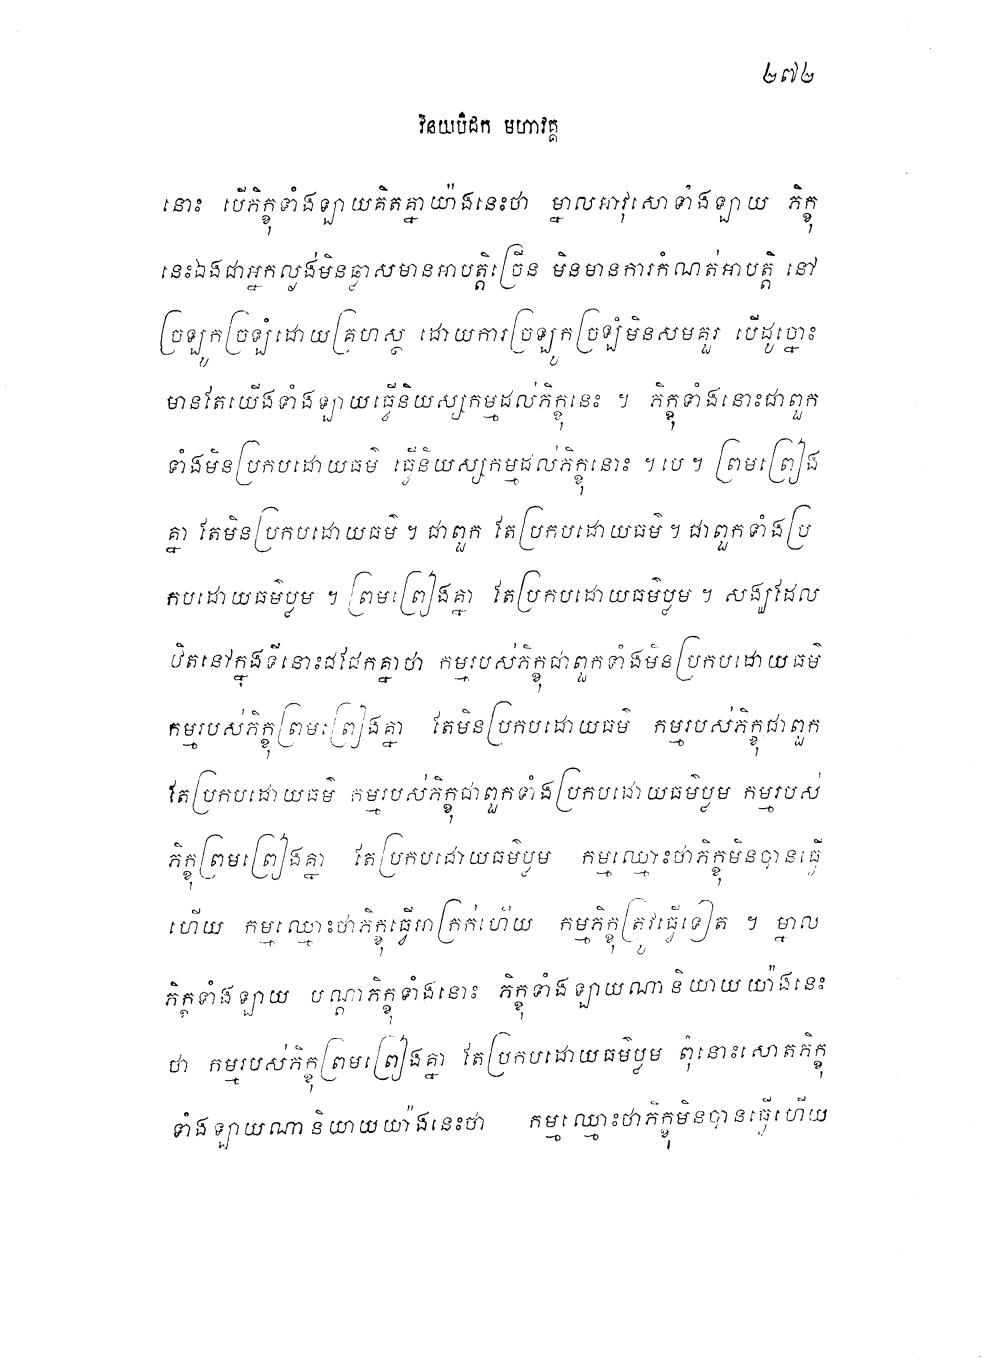 ២៧២
វិនយបិដក មហាវគ្គ
នោះ បើភិក្ខុទាំងឡាយគិតគ្នាយ៉ាងនេះថា ម្នាលអាវុសោទាំងឡាយ ភិក្ខុ
នេះឯងជាអ្នកល្ងង់មិនឆ្លាសមានអាបត្តិច្រើន មិនមានការកំណត់អាបត្តិ នៅ
ច្រឡូកច្រឡំដោយគ្រហស្ថ ដោយការច្រឡូកច្រឡំមិនសមគួរ បើដូច្នោះ
មានតែយើងទាំងឡាយធ្វើនិយស្សកម្មដល់ភិក្ខុនេះ ។ ភិក្ខុទាំងនោះជាពួក
ទាំងមិនប្រកបដោយធម៌ ធ្វើនិយស្សកម្មដល់ភិក្ខុនោះ ។ បេ ។ ព្រមព្រៀង
គ្នា តែមិនប្រកបដោយធម៌ ។ ជាពួក តែប្រកបដោយធម៌ ។ ជាពួកទាំងប្រ
កបដោយធម៌ប្លម ។ ព្រមព្រៀងគ្នា តែប្រកបដោយធម៌ប្លម ។ សង្ឃដែល
ឋិតនៅក្នុងទីនោះជជែកគ្នាថា កម្មរបស់ភិក្ខុជាពួកទាំងមិនប្រកបដោយធម៌
កម្មរបស់ភិក្ខុព្រមព្រៀងគ្នា តែមិនប្រកបដោយធម៌ កម្មរបស់ភិក្ខុជាពួក
តែប្រកបដោយធម៌ កម្មរបស់ភិក្ខុជាពួកទាំងប្រកបដោយធម៌ប្លម កម្មរបស់
ភិក្ខុព្រមព្រៀងគ្នា តែប្រកបដោយធម៌ប្លម កម្មឈ្មោះថាភិក្ខុមិនបានធ្វើ
ហើយ កម្មឈ្មោះថាភិក្ខុធ្វើអាក្រក់ហើយ កម្មភិក្ខុត្រូវធ្វើទៀត ។ ម្នាល
ភិក្ខុទាំងឡាយ បណ្តាភិក្ខុទាំងនោះ ភិក្ខុទាំងឡាយណានិយាយយ៉ាងនេះ
ថា កម្មរបស់ភិក្ខុព្រមព្រៀងគ្នា តែប្រកបដោយធម៌ប្លម ពុំនោះសោតភិក្ខុ
ទាំងឡាយណានិយាយយ៉ាងនេះថា កម្មឈ្មោះថាភិក្ខុមិនបានធ្វើហើយ